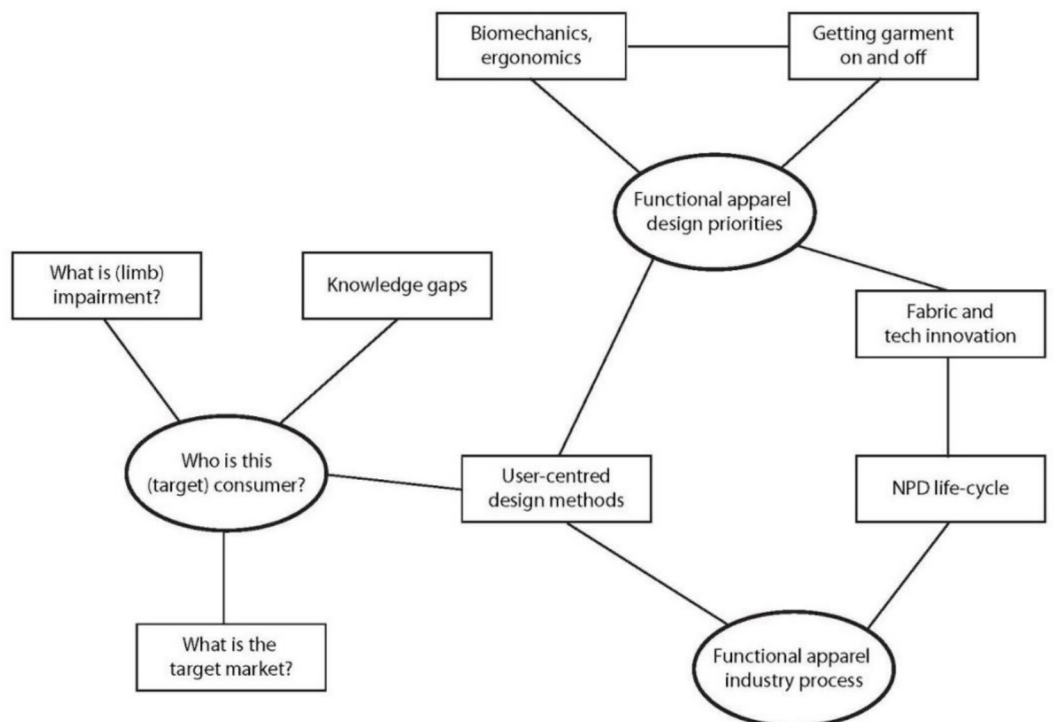 Biomechanics,
ergonomics
Getting garment
on and off
Functional apparel
design priorities
What is (limb)
impairment?
Knowledge gaps
Fabric and
tech innovation
Who is this
(target) consumer?
User-centred
design methods
NPD life-cycle
What is the
target market?
Functional apparel
industry process